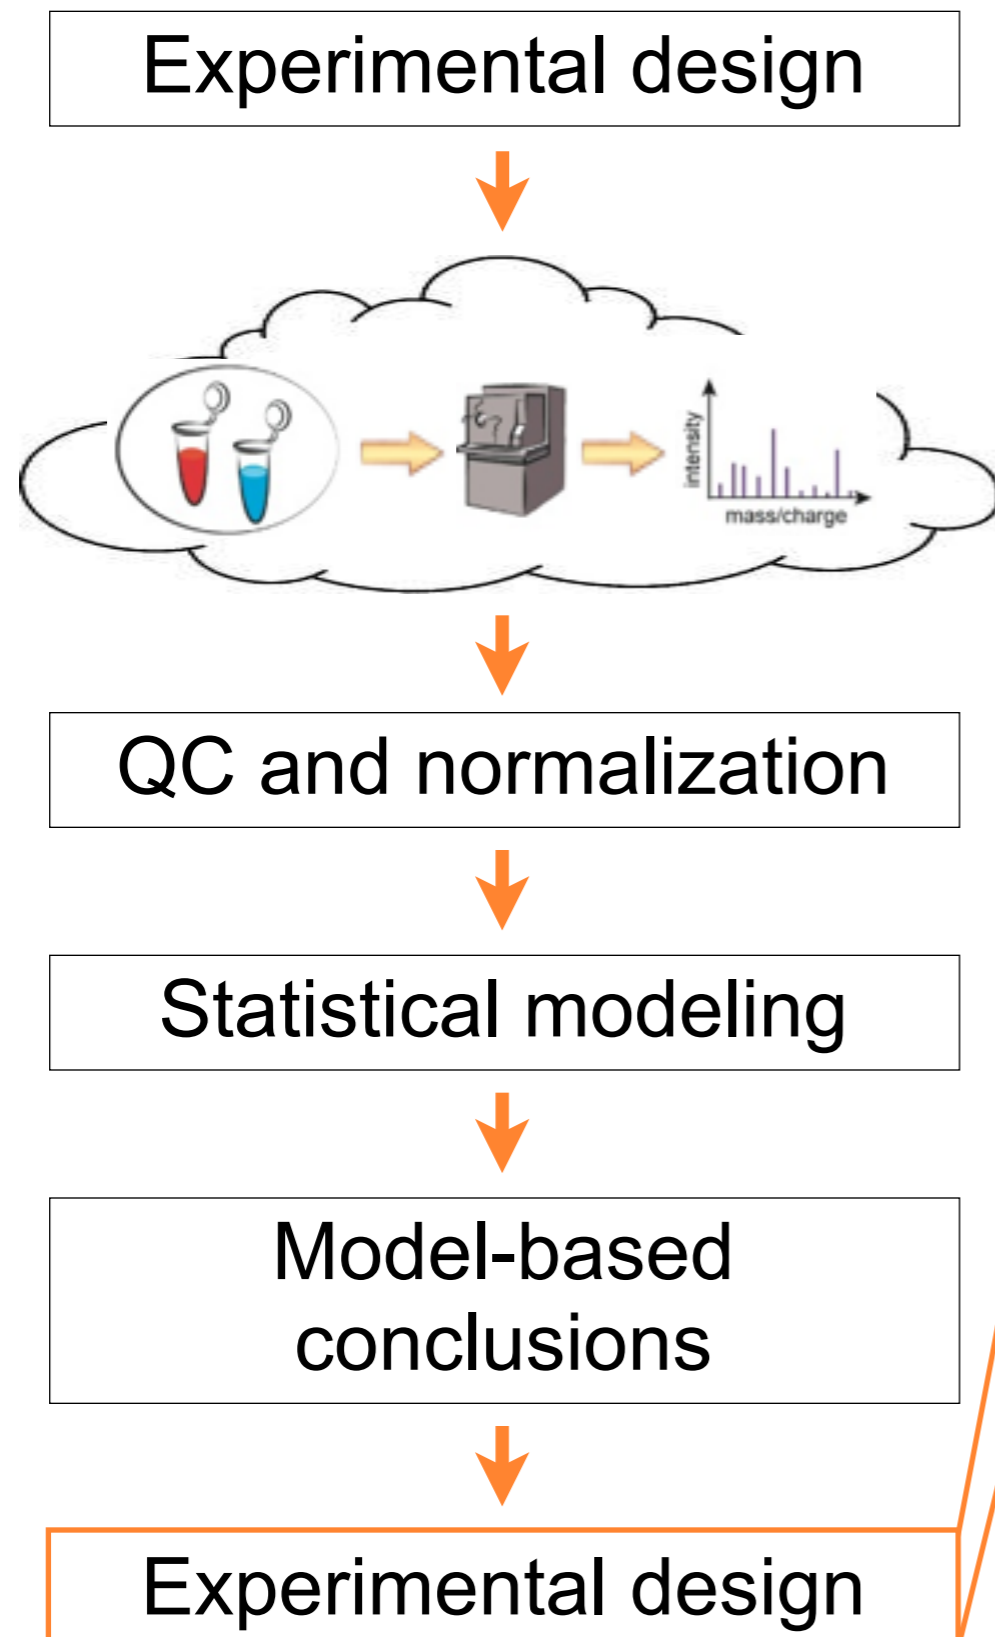 Experimental design
intensity
mass/charge
QC and normalization
Statistical modeling
Model-based
conclusions
Experimental design